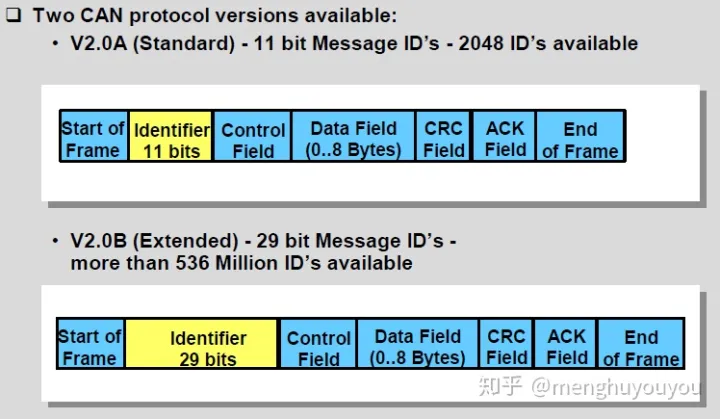 Two CAN protocol versions available:
• V2.0A (Standard) - 11 bit Message ID's - 2048 ID's available
Start of Identifier Control Data Field CRC ACK End
Frame 11 bits Field (0..8 Bytes) Field Field of Frame
• V2.0B (Extended) - 29 bit Message ID's -
more than 536 Million ID's available
Start of Identifier Control Data Field CRC ACK End
Frame 29 bits Field (0..8 Bytes) Field Field of Frame
知乎 @menghuyouyou